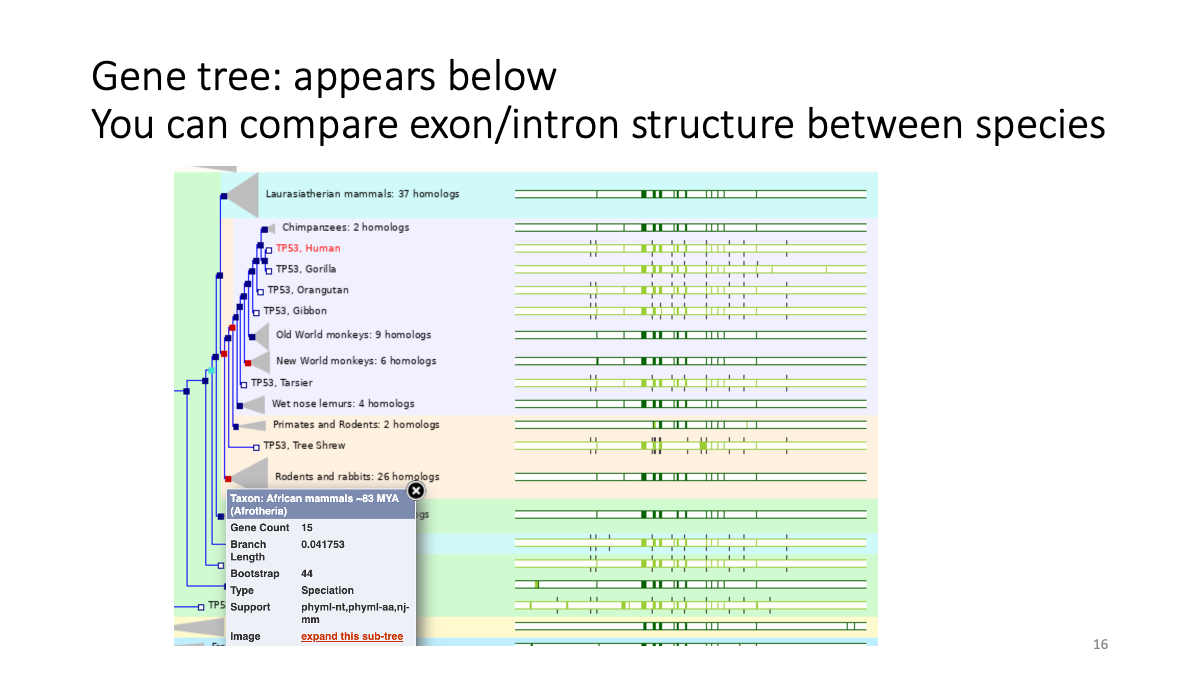 Gene tree: appears below
You can compare exon/intron structure between species
Laurasiatherian mammals: 37 homologs
Chimpanzees: 2 homologs
TP53, Human
TP53, Gorilla
TP53, Orangutan
TP53, Gibbon
Old World monkeys: 9 homologs
New World monkeys: 6 homologs
TP53, Tarsier
Wet nose lemurs: 4 homologs
Primates and Rodents: 2 homologs
TP53, Tree Shrew
Rodents and rabbits: 26 homologs
Taxon: African mammals ~83 MYA
(Afrotheria)
Gene Count 15
Branch Length 0.041753
Bootstrap 44
Type Speciation
Support phyml-nt,phyml-aa,nj-
mm
Image expand this sub-tree
16